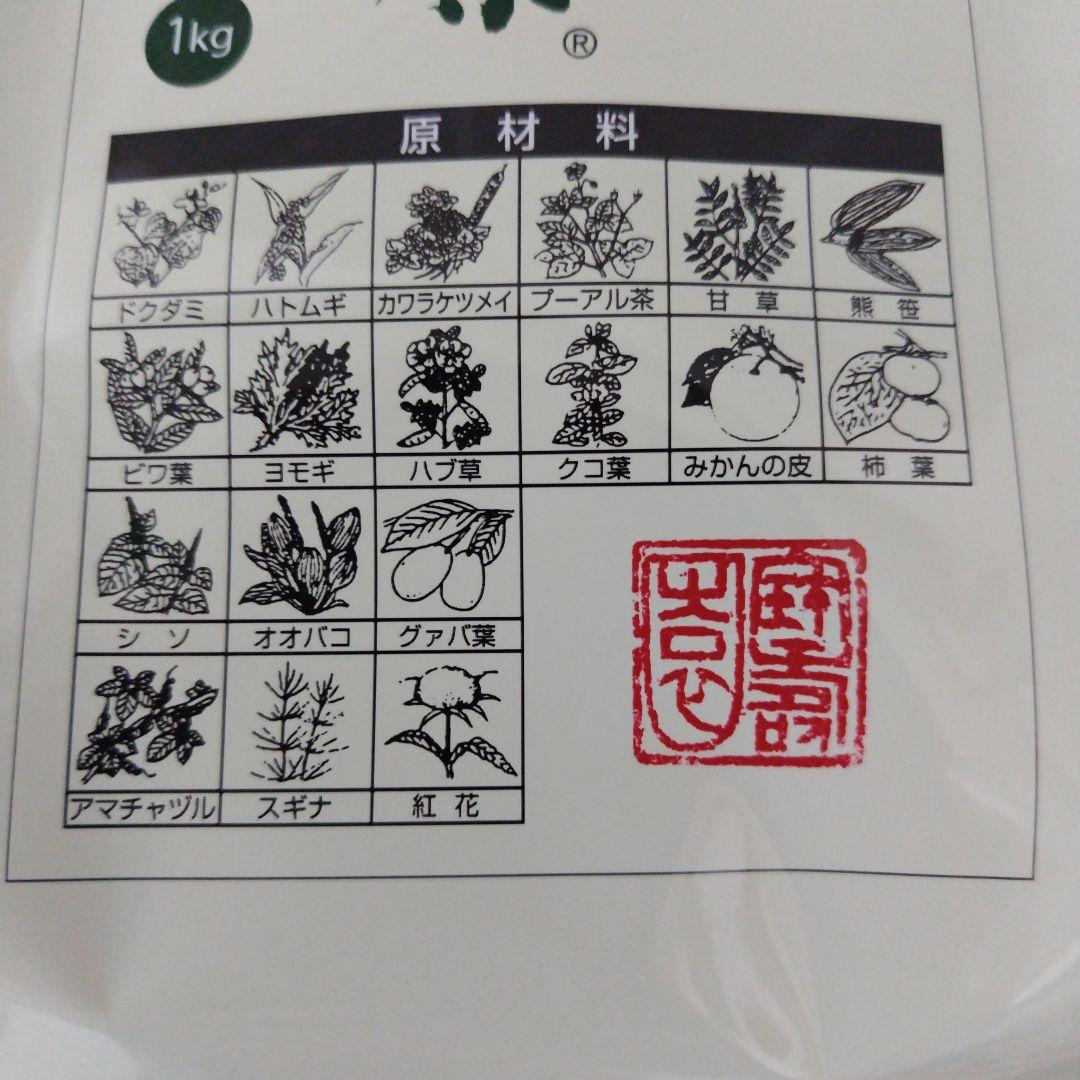 1kg
®
原材料
ドクダミ ハトムギ カワラケツメイ プーアル茶 甘草 熊笹
ビワ葉 ヨモギ ハブ草 クコ葉 みかんの皮 柿葉
シソ オオバコ グァバ葉
アマチャヅル スギナ 紅花